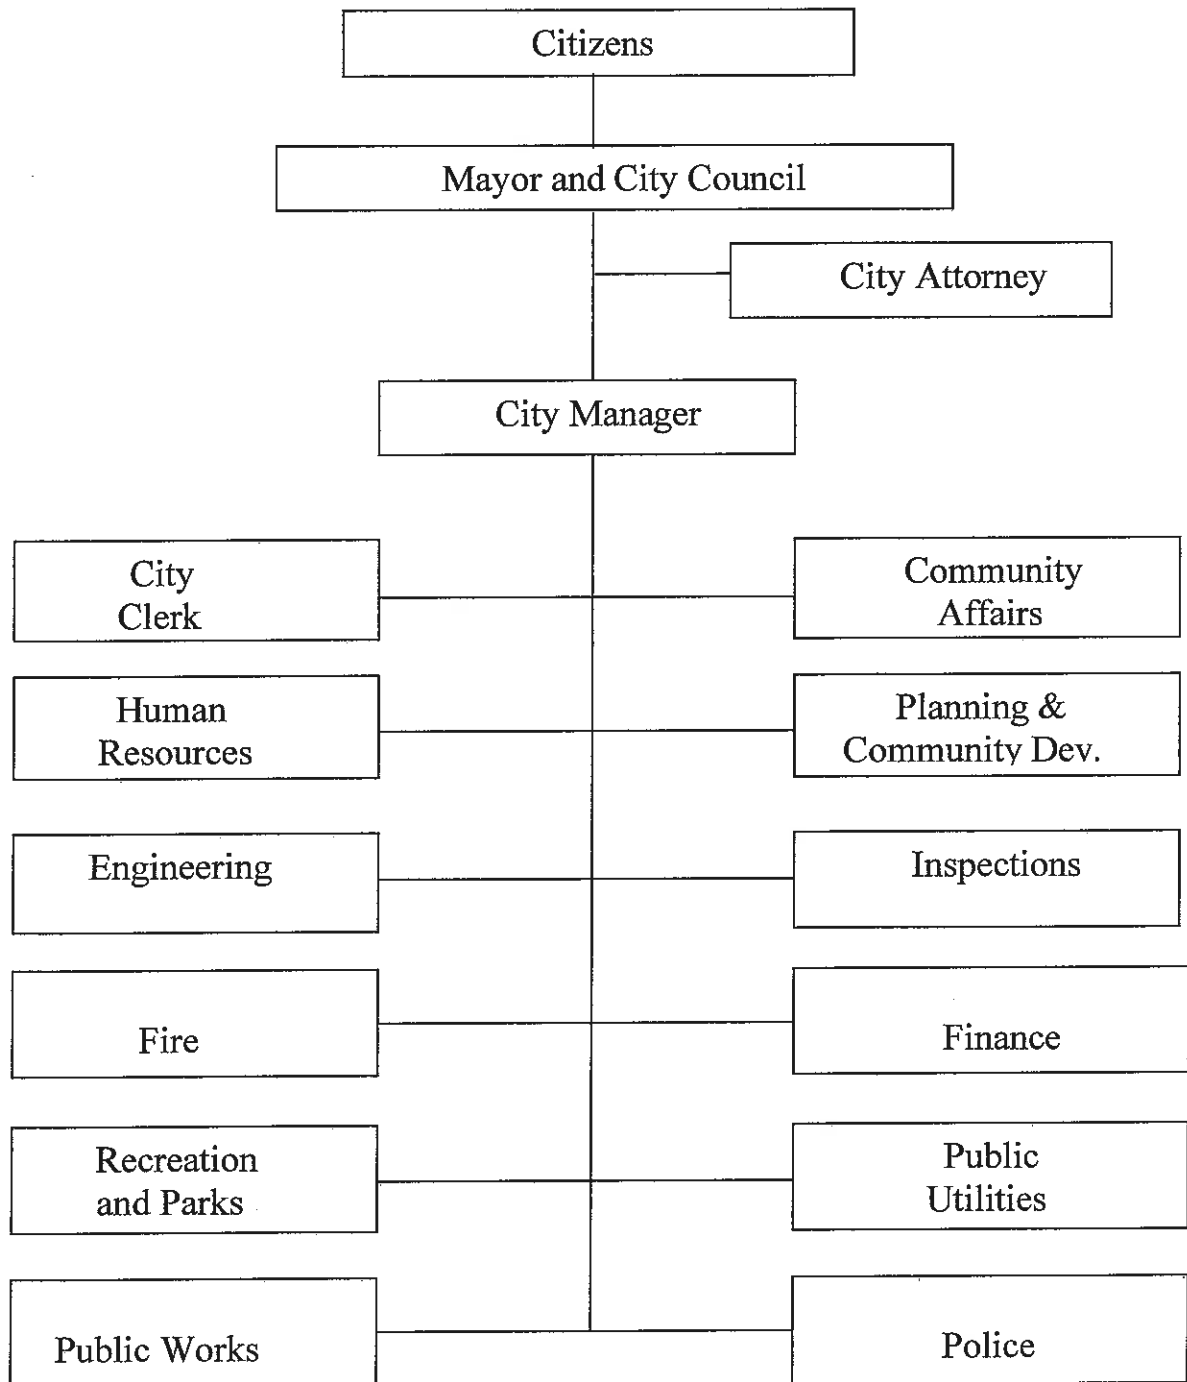 Citizens
Mayor and City Council
City Attorney
City Manager
City
Clerk
Community
Affairs
Human
Resources
Planning &
Community Dev.
Engineering
Inspections
Fire
Finance
Recreation
and Parks
Public
Utilities
Public Works
Police